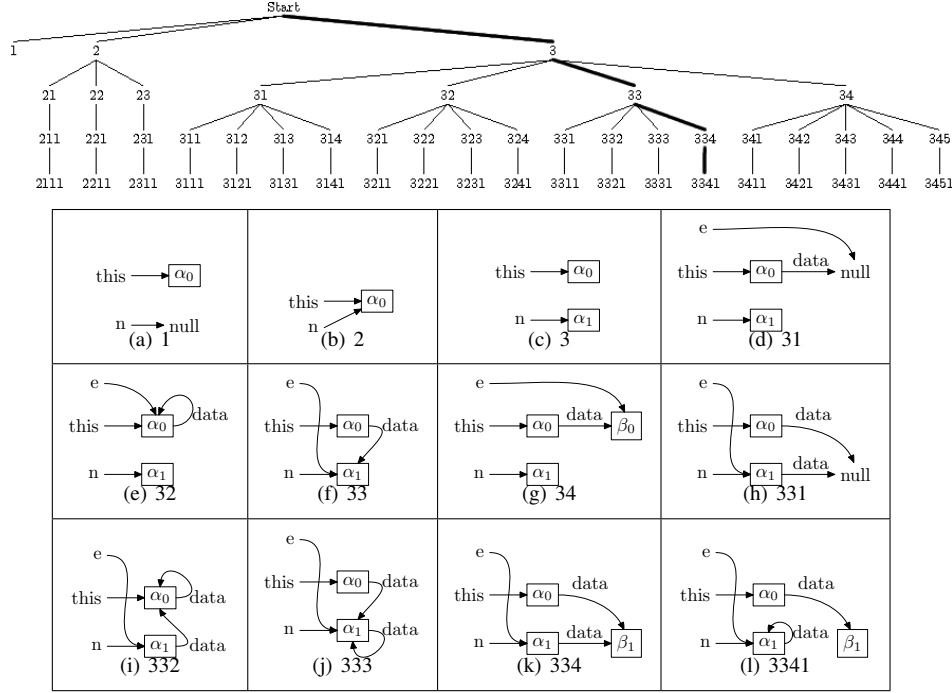 Start
1 2 3
21 22 23 31 32 33 34
211 221 231 311 312 313 314 321 322 323 324 331 332 333 334 341 342 343 344 345
2111 2211 2311 3111 3121 3131 3141 3211 3221 3231 3241 3311 3321 3331 3341 3411 3421 3431 3441 3451
this α₀
n null
(a) 1
this α₀
n
(b) 2
this α₀
n α₁
(c) 3
e
this α₀ data null
n α₁
(d) 31
e
this α₀ data
n α₁
(e) 32
e
this α₀ data
n α₁
(f) 33
e
this α₀ data β₀
n α₁
(g) 34
e
this α₀ data
n α₁ data null
(h) 331
e
this α₀ data
n α₁ data
(i) 332
e
this α₀ data
n α₁ data
(j) 333
e
this α₀ data
n α₁ data β₁
(k) 334
e
this α₀ data
n α₁ data β₁
(l) 3341